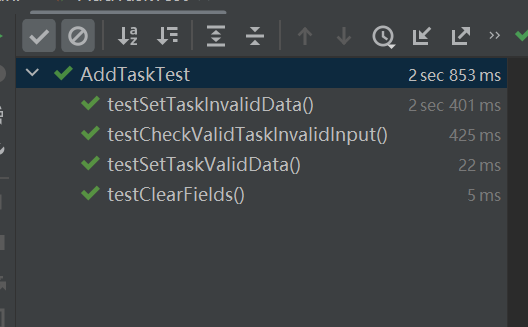 AddTaskTest
2 sec 853 ms
testSetTaskInvalidData()
2 sec 401 ms
testCheckValidTaskInvalidInput()
425 ms
testSetTaskValidData()
22 ms
testClearFields()
5 ms